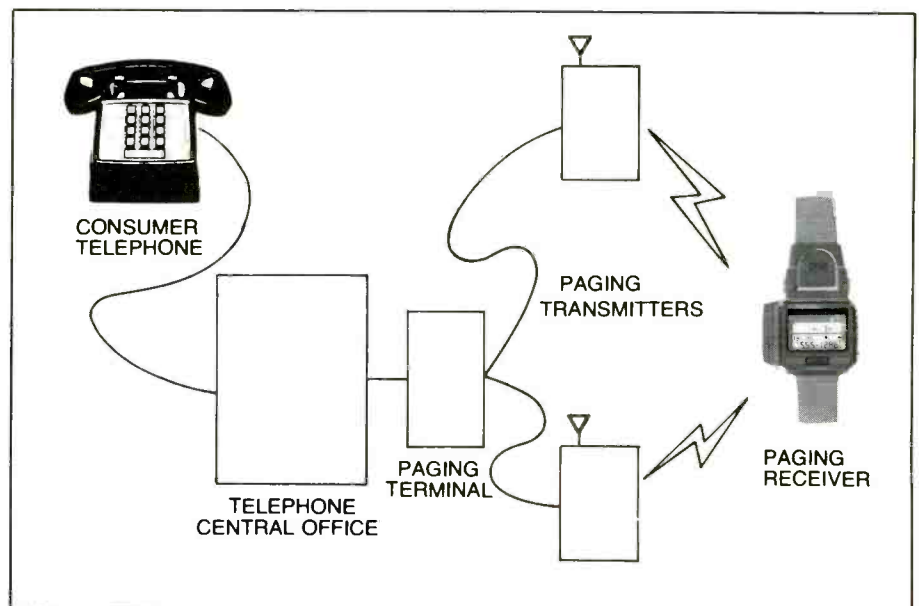 CONSUMER
TELEPHONE
PAGING
TRANSMITTERS
TELEPHONE
CENTRAL OFFICE
PAGING
TERMINAL
PAGING
RECEIVER